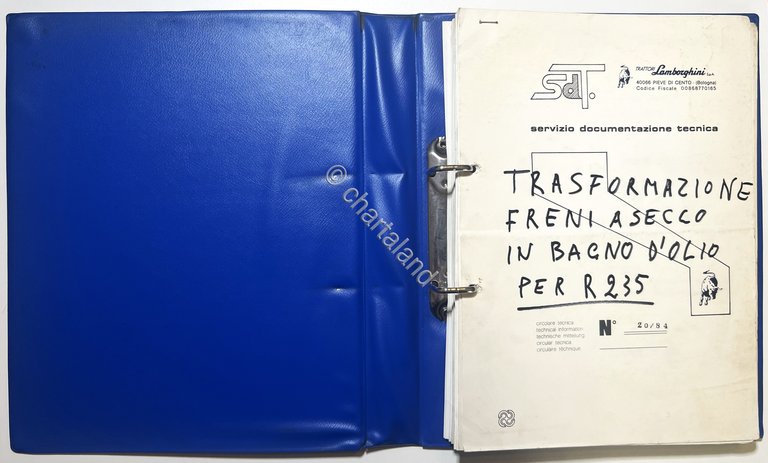 SDT.
TRATTORI Lamborghini S.p.A.
40066 PIEVE DI CENTO (Bologna)
Codice Fiscale 00868770165
servizio documentazione tecnica
TRASFORMAZIONE
FRENI A SECCO
IN BAGNO D'OLIO
PER R 235
circolare tecnica
technical information
technische mitteilung
circular tecnica
circulaire technique
N° 20/84
© chartaland